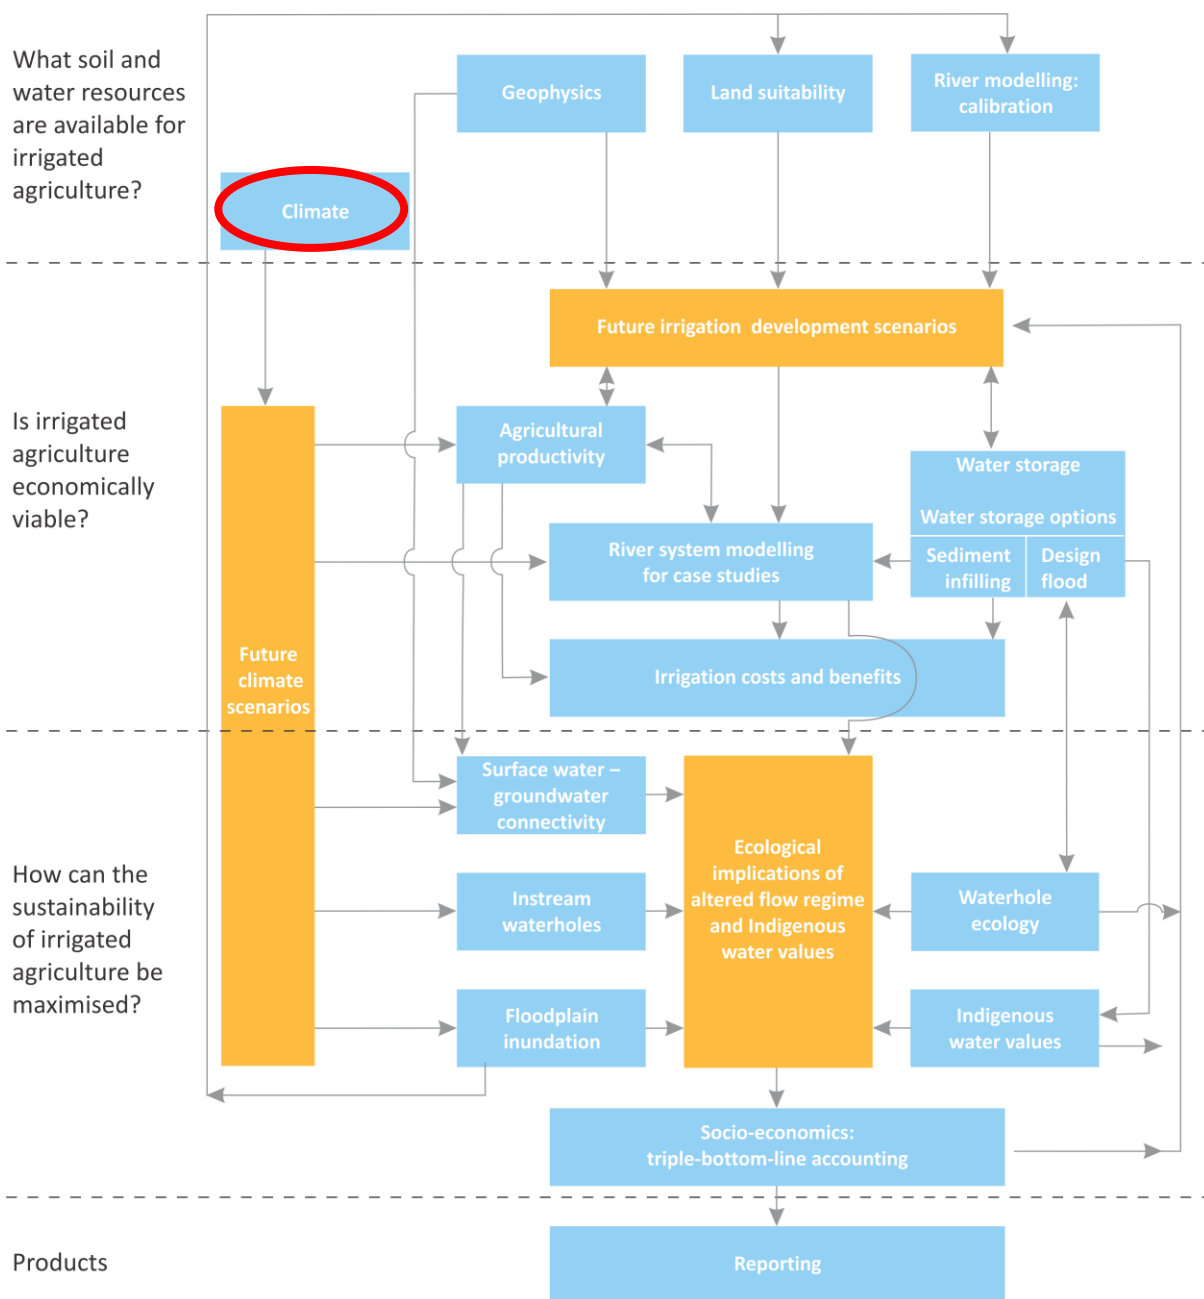 What soil and
water resources
are available for
irrigated
agriculture?
Geophysics
Land suitability
River modelling:
calibration
Climate
Is irrigated
agriculture
economically
viable?
Future irrigation development scenarios
Agricultural
productivity
Water storage
Water storage options
Sediment
infilling
Design
flood
River system modelling
for case studies
Irrigation costs and benefits
Future
climate
scenarios
How can the
sustainability
of irrigated
agriculture be
maximised?
Surface water –
groundwater
connectivity
Instream
waterholes
Floodplain
inundation
Ecological
implications of
altered flow regime
and Indigenous
water values
Waterhole
ecology
Indigenous
water values
Socio-economics:
triple-bottom-line accounting
Products
Reporting